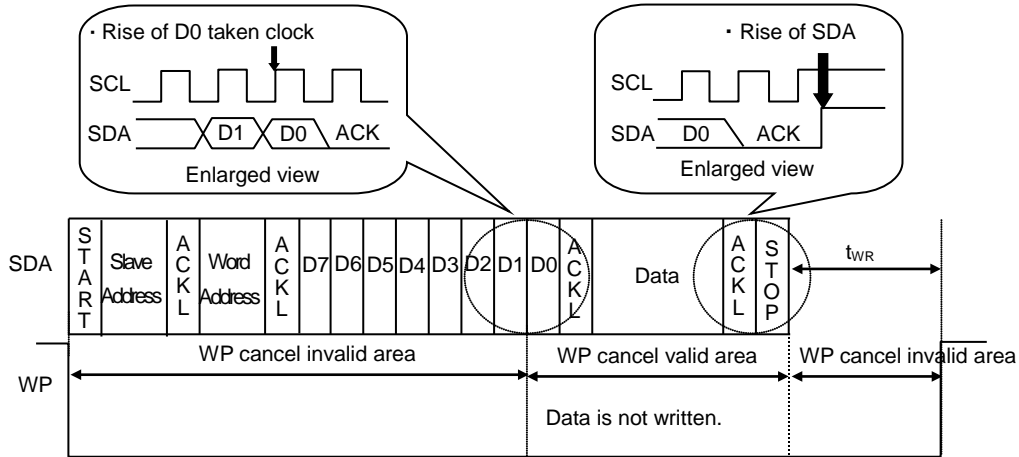 ・Rise of D0 taken clock
SCL
SDA
D1
D0
ACK
Enlarged view
・Rise of SDA
SCL
SDA
D0
ACK
Enlarged view
SDA
START
Slave
Address
ACKL
Word
Address
ACKL
D7
D6
D5
D4
D3
D2
D1
D0
ACKL
Data
ACKL
STOP
tWR
WP cancel invalid area
WP cancel valid area
WP cancel invalid area
WP
Data is not written.